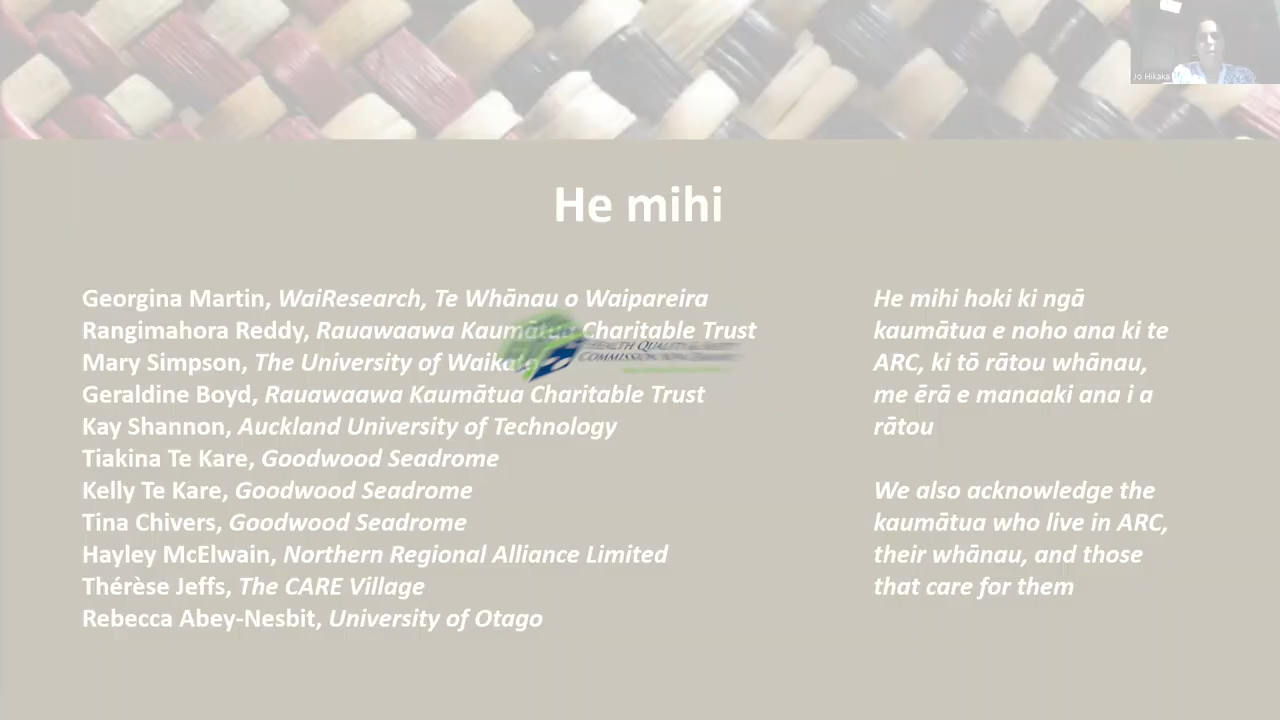 Jo Hikaka
He mihi
Georgina Martin, WaiResearch, Te Whānau o Waipareira
Rangimahora Reddy, Rauawaawa Kaumātua Charitable Trust
Mary Simpson, The University of Waikato
Geraldine Boyd, Rauawaawa Kaumātua Charitable Trust
Kay Shannon, Auckland University of Technology
Tiakina Te Kare, Goodwood Seadrome
Kelly Te Kare, Goodwood Seadrome
Tina Chivers, Goodwood Seadrome
Hayley McElwain, Northern Regional Alliance Limited
Thérèse Jeffs, The CARE Village
Rebecca Abey-Nesbit, University of Otago
He mihi hoki ki ngā
kaumātua e noho ana ki te
ARC, ki tō rātou whānau,
me ērā e manaaki ana i a
rātou
We also acknowledge the
kaumātua who live in ARC,
their whānau, and those
that care for them
Health Quality